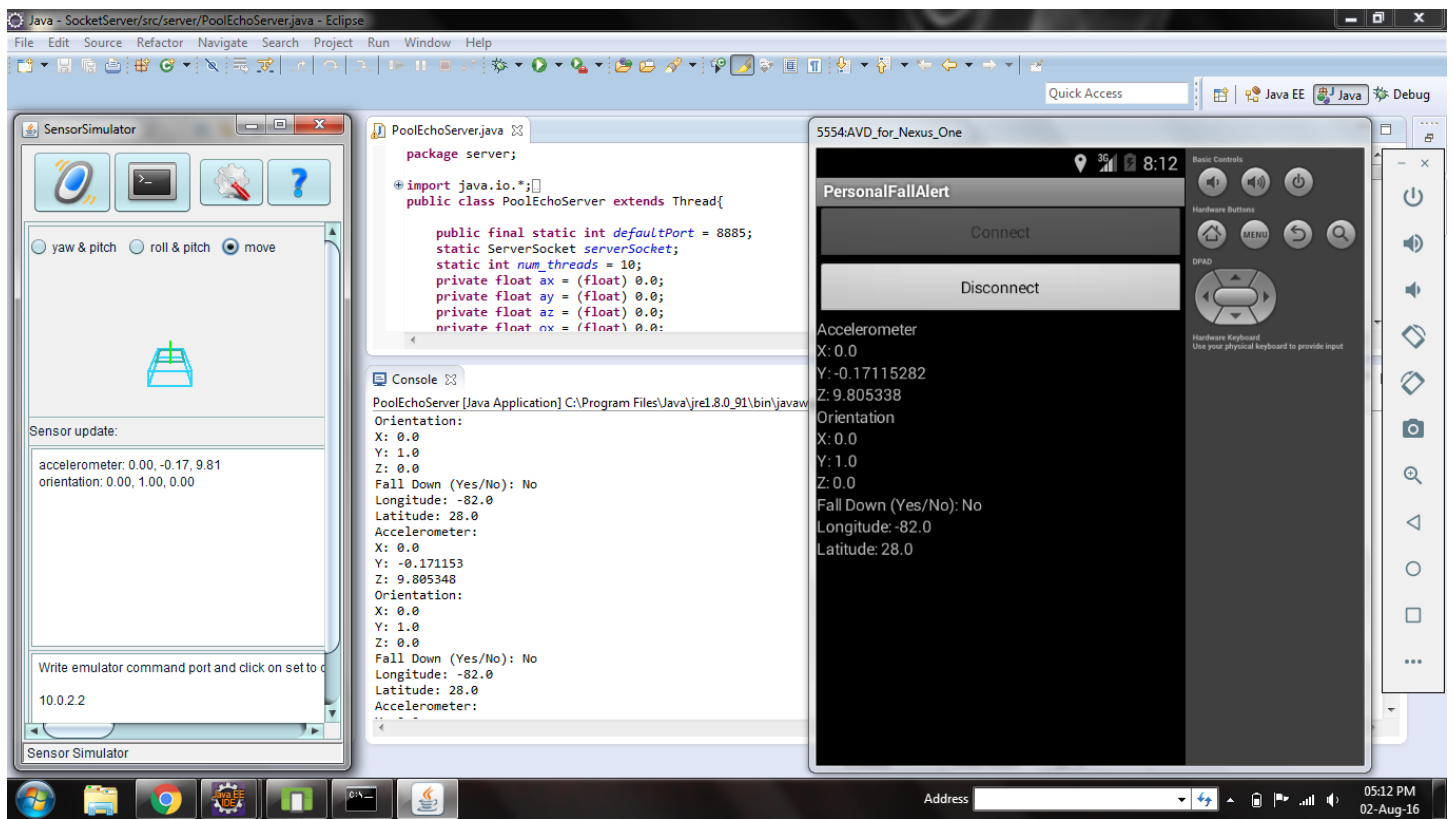 Java - SocketServer/src/server/PoolEchoServer.java - Eclipse
File Edit Source Refactor Navigate Search Project Run Window Help
Quick Access
Java EE Java Debug
SensorSimulator
yaw & pitch roll & pitch move
Sensor update:
accelerometer: 0.00, -0.17, 9.81
orientation: 0.00, 1.00, 0.00
Write emulator command port and click on set to
10.0.2.2
Sensor Simulator
PoolEchoServer.java
package server;
import java.io.*;
public class PoolEchoServer extends Thread{
public final static int defaultPort = 8885;
static ServerSocket serverSocket;
static int num_threads = 10;
private float ax = (float) 0.0;
private float ay = (float) 0.0;
private float az = (float) 0.0;
private float ox = (float) 0.0;
Console
PoolEchoServer [Java Application] C:\Program Files\Java\jre1.8.0_91\bin\javaw
Orientation:
X: 0.0
Y: 1.0
Z: 0.0
Fall Down (Yes/No): No
Longitude: -82.0
Latitude: 28.0
Accelerometer:
X: 0.0
Y: -0.171153
Z: 9.805348
Orientation:
X: 0.0
Y: 1.0
Z: 0.0
Fall Down (Yes/No): No
Longitude: -82.0
Latitude: 28.0
Accelerometer:
5554:AVD_for_Nexus_One
3G 8:12
PersonalFallAlert
Connect
Disconnect
Accelerometer
X: 0.0
Y: -0.17115282
Z: 9.805338
Orientation
X: 0.0
Y: 1.0
Z: 0.0
Fall Down (Yes/No): No
Longitude: -82.0
Latitude: 28.0
Basic Controls
Hardware Buttons
MENU
DPAD
Hardware Keyboard
Use your physical keyboard to provide input
Java EE
IDE
C:\
Address
05:12 PM
02-Aug-16